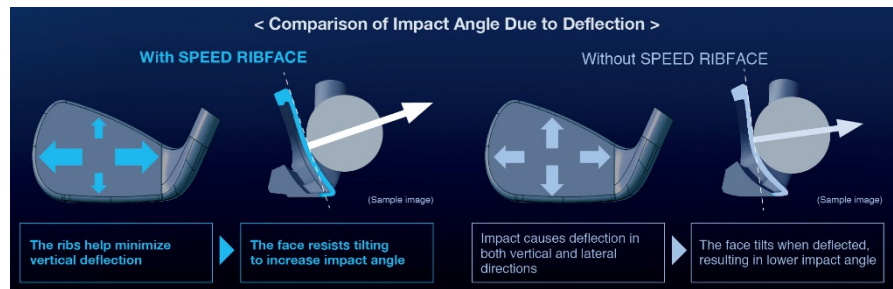 < Comparison of Impact Angle Due to Deflection >
With SPEED RIBFACE
Without SPEED RIBFACE
(Sample image)
(Sample image)
The ribs help minimize
vertical deflection
The face resists tilting
to increase impact angle
Impact causes deflection in
both vertical and lateral
directions
The face tilts when deflected,
resulting in lower impact angle